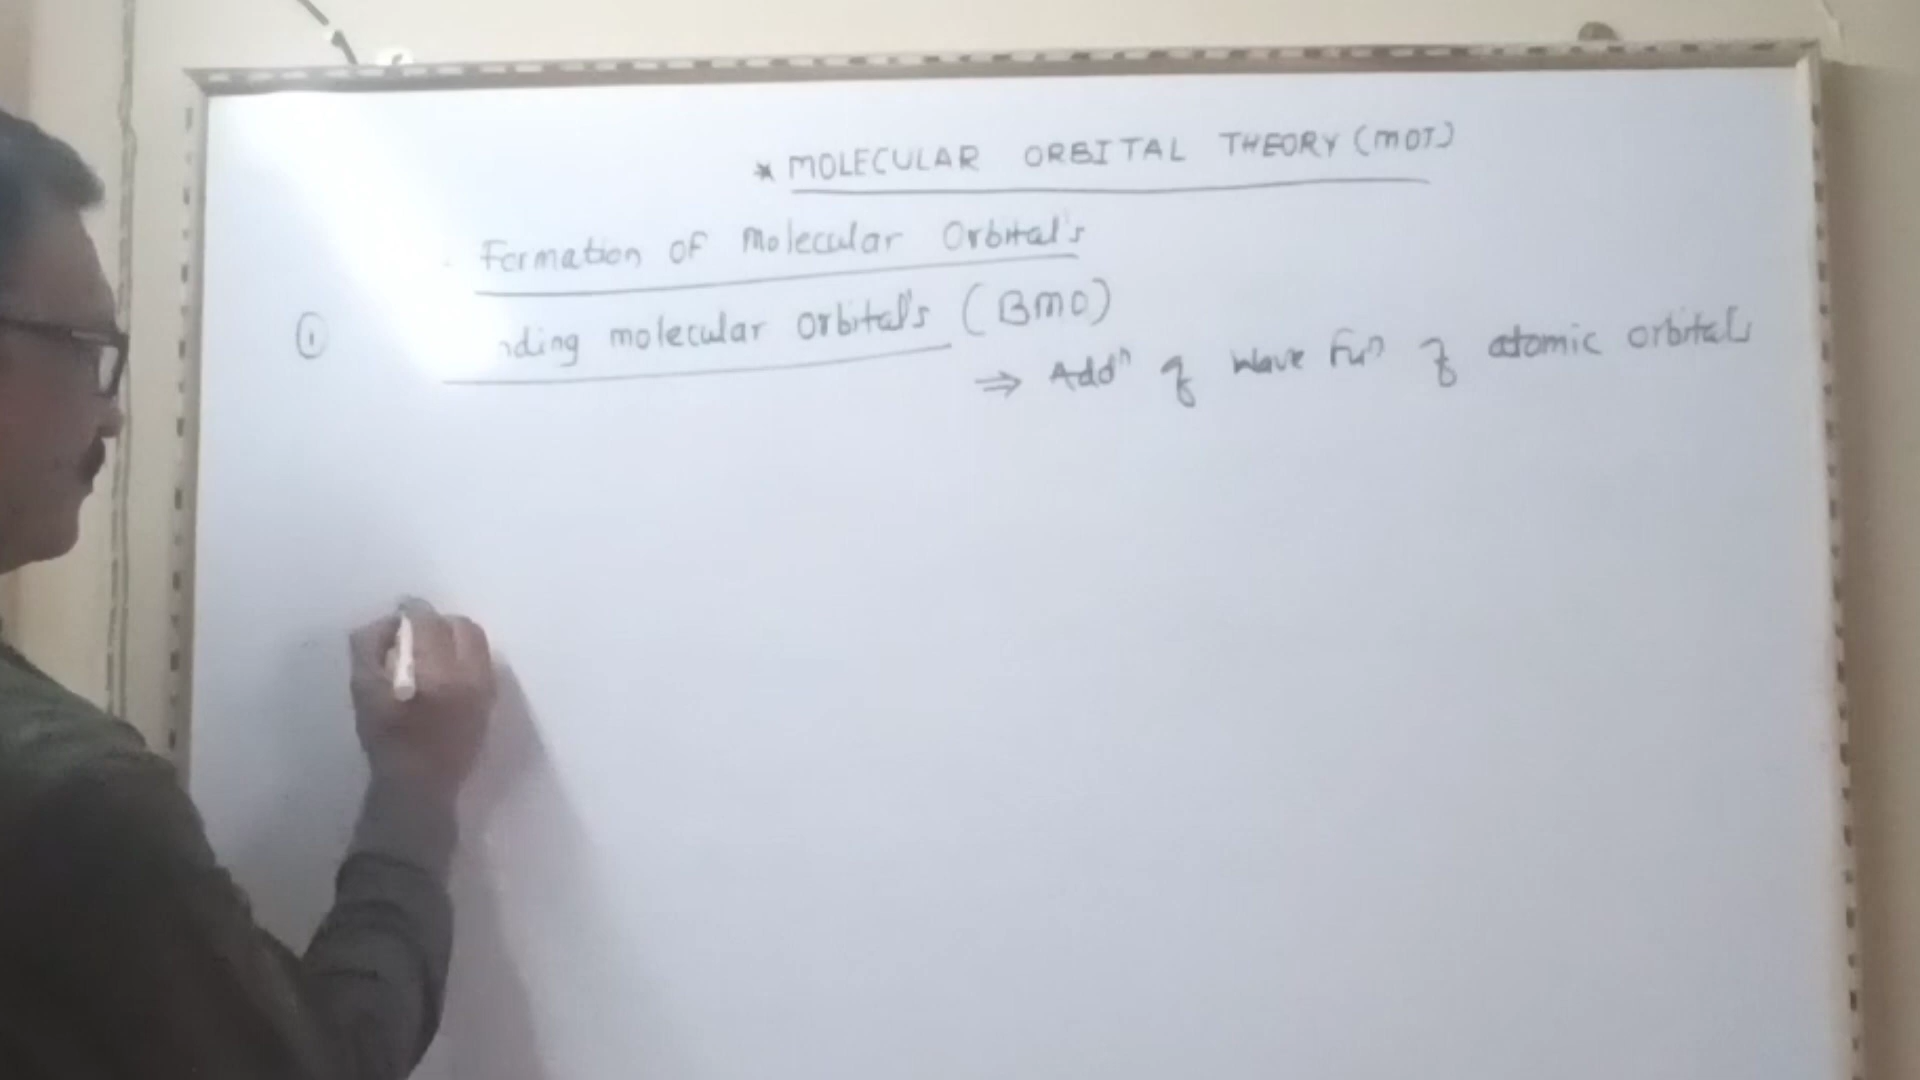 * MOLECULAR ORBITAL THEORY (MOT)
Formation of Molecular Orbital's
① nding molecular orbital's (BMO)
⇒ Addⁿ of Wave Fuⁿ of atomic orbitals